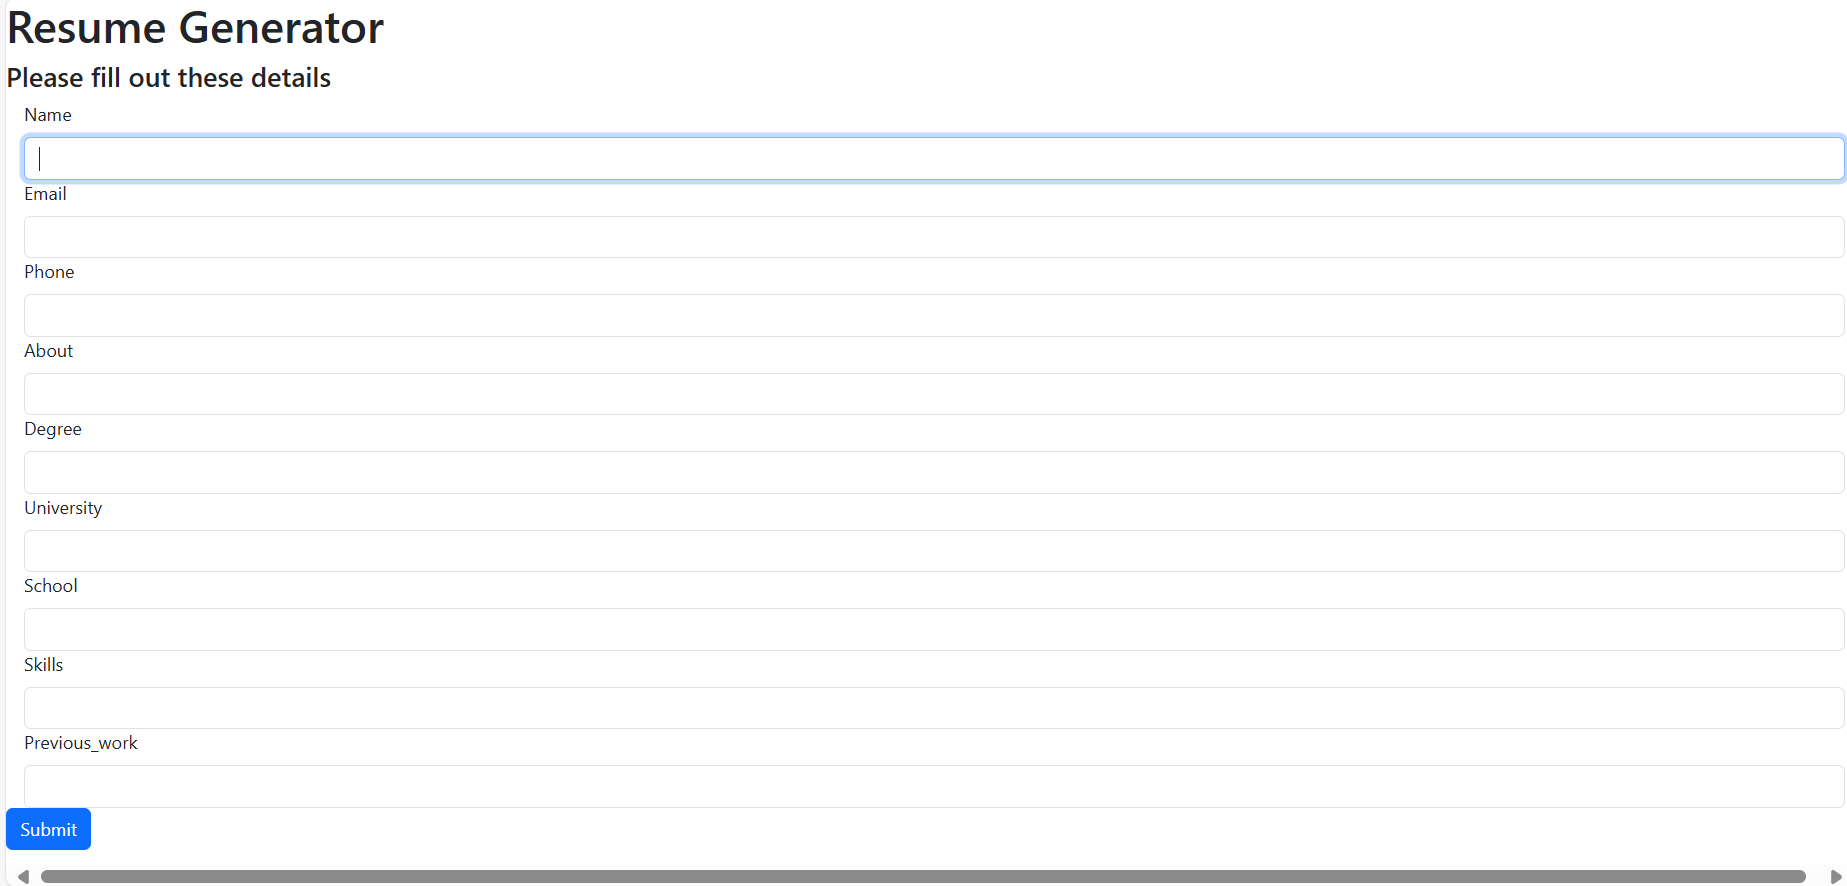 Resume Generator
Please fill out these details
Name
Email
Phone
About
Degree
University
School
Skills
Previous_work
Submit